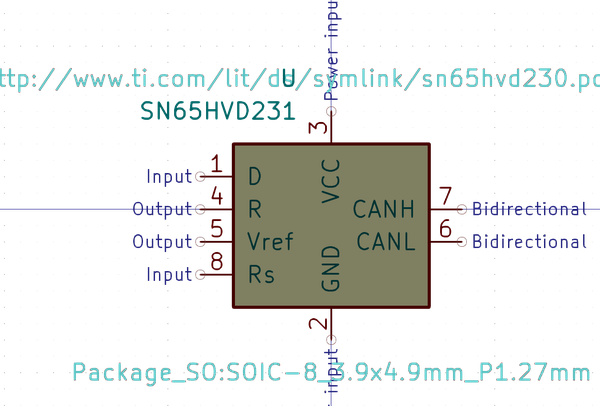 Power input
ttp://www.ti.com/lit/ds/symlink/sn65hvd230.pd
U
SN65HVD231
3
VCC
Input 1 D
Output 4 R CANH 7 Bidirectional
Output 5 Vref CANL 6 Bidirectional
Input 8 Rs
GND
2
Package_SO:SOIC-8_3.9x4.9mm_P1.27mm
input